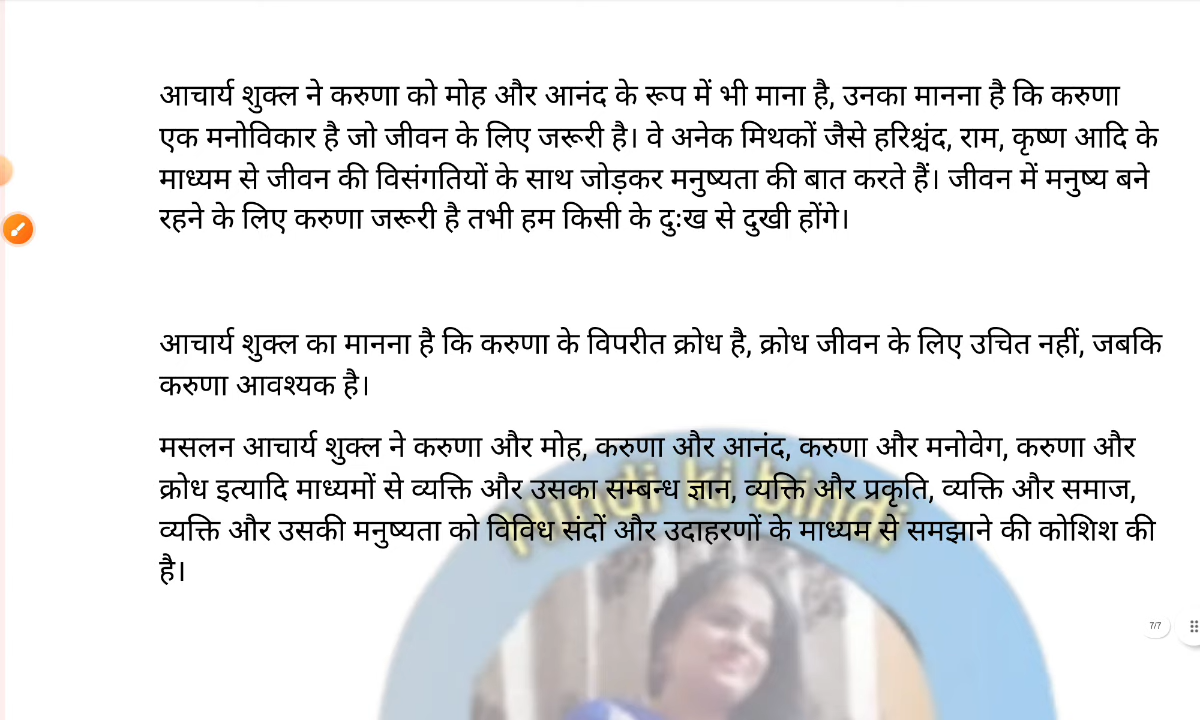 आचार्य शुक्ल ने करुणा को मोह और आनंद के रूप में भी माना है, उनका मानना है कि करुणा
एक मनोविकार है जो जीवन के लिए जरूरी है। वे अनेक मिथकों जैसे हरिश्चंद, राम, कृष्ण आदि के
माध्यम से जीवन की विसंगतियों के साथ जोड़कर मनुष्यता की बात करते हैं। जीवन में मनुष्य बने
रहने के लिए करुणा जरूरी है तभी हम किसी के दुःख से दुखी होंगे।
आचार्य शुक्ल का मानना है कि करुणा के विपरीत क्रोध है, क्रोध जीवन के लिए उचित नहीं, जबकि
करुणा आवश्यक है।
मसलन आचार्य शुक्ल ने करुणा और मोह, करुणा और आनंद, करुणा और मनोवेग, करुणा और
क्रोध इत्यादि माध्यमों से व्यक्ति और उसका सम्बन्ध ज्ञान, व्यक्ति और प्रकृति, व्यक्ति और समाज,
व्यक्ति और उसकी मनुष्यता को विविध संदों और उदाहरणों के माध्यम से समझाने की कोशिश की
है।
Hindi ki bindi
7/7